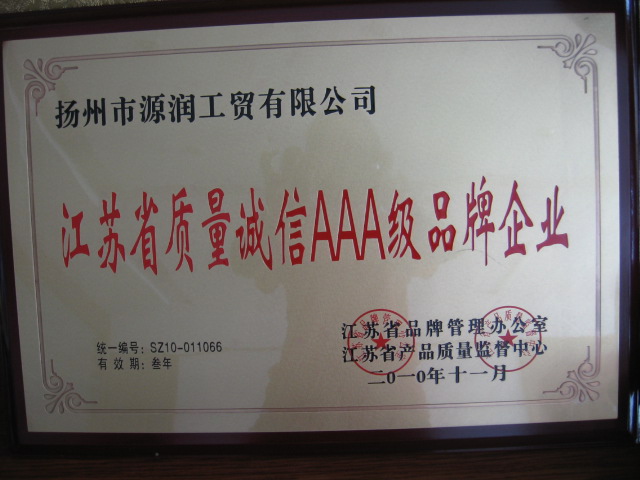 扬州市源润工贸有限公司
江苏省质量诚信AAA级品牌企业
统一编号: SZ10-011066
有效期: 叁年
江苏省品牌管理办公室
江苏省产品质量监督中心
二〇一〇年十一月